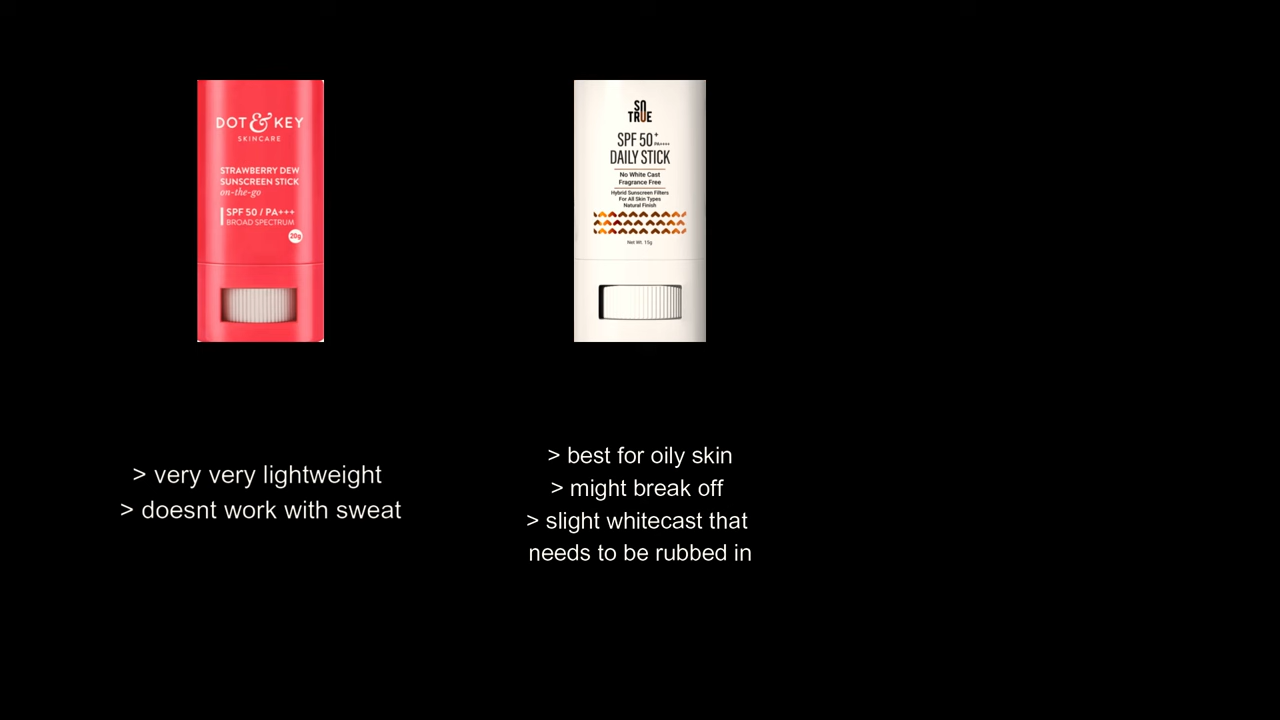 DOT & KEY
SKINCARE
STRAWBERRY DEW
SUNSCREEN STICK
on-the-go
SPF 50 / PA+++
BROAD SPECTRUM
20g
SO
TRUE
SPF 50+
PA++++
DAILY STICK
No White Cast
Fragrance Free
Hybrid Sunscreen Filters
For All Skin Types
Natural Finish
Net Wt. 15g
> very very lightweight
> doesnt work with sweat
> best for oily skin
> might break off
> slight whitecast that
needs to be rubbed in